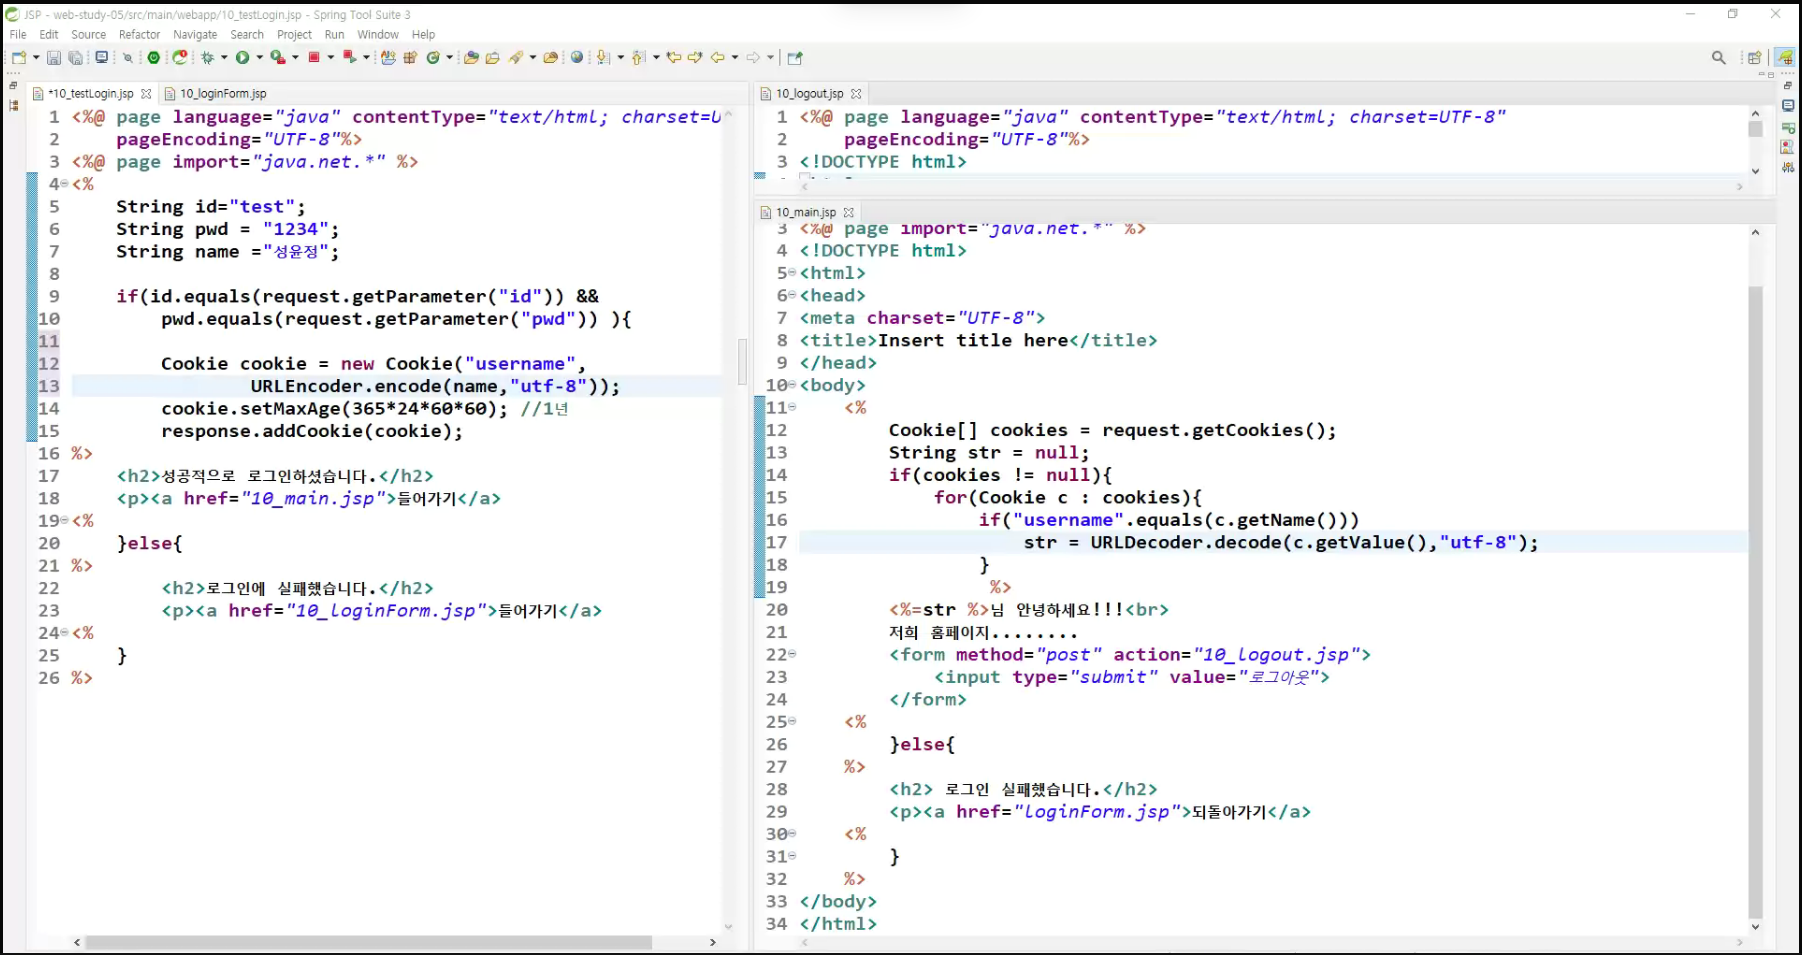 JSP - web-study-05/src/main/webapp/10_testLogin.jsp - Spring Tool Suite 3
File Edit Source Refactor Navigate Search Project Run Window Help
*10_testLogin.jsp
10_loginForm.jsp
1 <%@ page language="java" contentType="text/html; charset=U
2     pageEncoding="UTF-8"%>
3 <%@ page import="java.net.*" %>
4 <%
5     String id="test";
6     String pwd = "1234";
7     String name ="성윤정";
8
9     if(id.equals(request.getParameter("id")) &&
10         pwd.equals(request.getParameter("pwd")) ){
11
12         Cookie cookie = new Cookie("username",
13                 URLEncoder.encode(name,"utf-8"));
14         cookie.setMaxAge(365*24*60*60); //1년
15         response.addCookie(cookie);
16 %>
17     <h2>성공적으로 로그인하셨습니다.</h2>
18     <p><a href="10_main.jsp">들어가기</a>
19 <%
20     }else{
21 %>
22         <h2>로그인에 실패했습니다.</h2>
23         <p><a href="10_loginForm.jsp">들어가기</a>
24 <%
25     }
26 %>
10_logout.jsp
1 <%@ page language="java" contentType="text/html; charset=UTF-8"
2     pageEncoding="UTF-8"%>
3 <!DOCTYPE html>
10_main.jsp
3 <%@ page import="java.net.*" %>
4 <!DOCTYPE html>
5 <html>
6 <head>
7 <meta charset="UTF-8">
8 <title>Insert title here</title>
9 </head>
10 <body>
11     <%
12         Cookie[] cookies = request.getCookies();
13         String str = null;
14         if(cookies != null){
15             for(Cookie c : cookies){
16                 if("username".equals(c.getName()))
17                     str = URLDecoder.decode(c.getValue(),"utf-8");
18                 }
19                  %>
20         <%=str %>님 안녕하세요!!!<br>
21         저희 홈페이지........
22         <form method="post" action="10_logout.jsp">
23             <input type="submit" value="로그아웃">
24         </form>
25     <%
26         }else{
27     %>
28         <h2> 로그인 실패했습니다.</h2>
29         <p><a href="loginForm.jsp">되돌아가기</a>
30     <%
31         }
32     %>
33 </body>
34 </html>